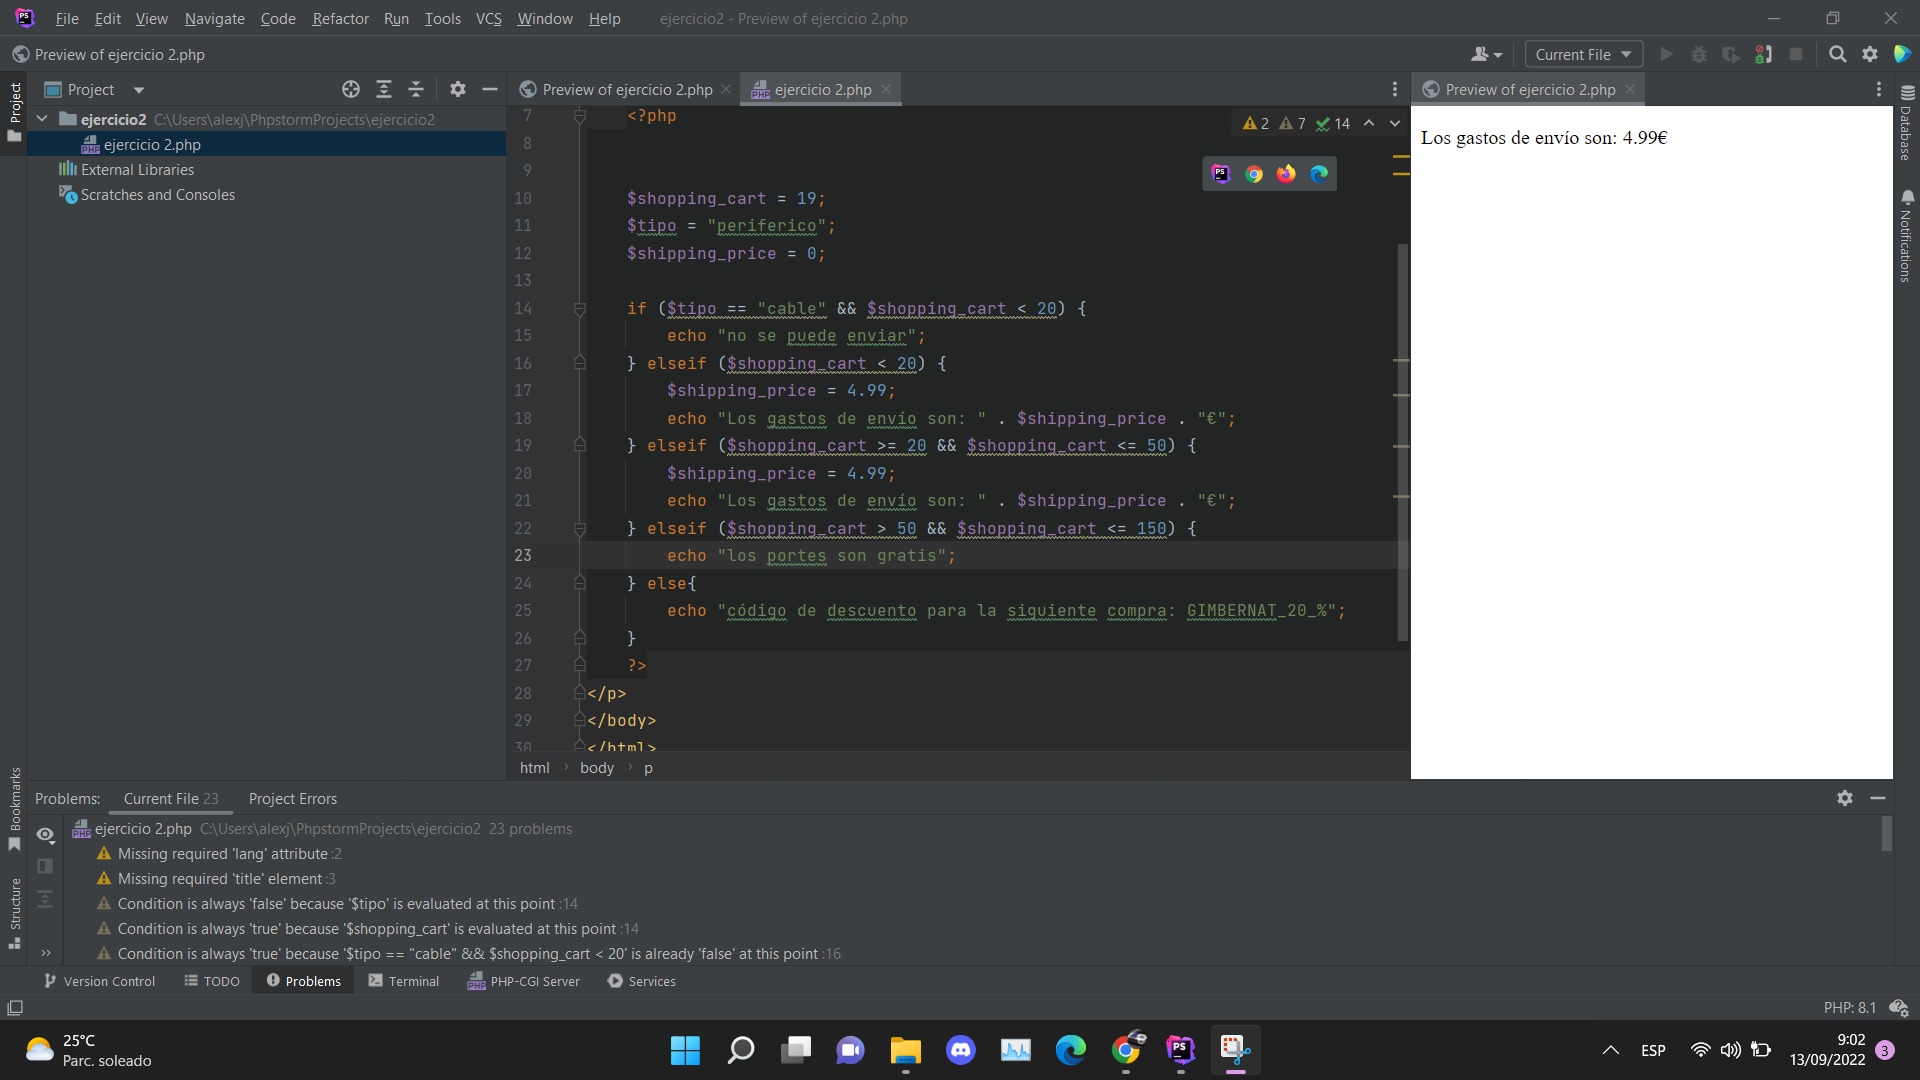 File Edit View Navigate Code Refactor Run Tools VCS Window Help ejercicio2 - Preview of ejercicio 2.php
Preview of ejercicio 2.php
Current File
Project
Project
ejercicio2 C:\Users\alexj\PhpstormProjects\ejercicio2
ejercicio 2.php
External Libraries
Scratches and Consoles
Preview of ejercicio 2.php
ejercicio 2.php
2 7 14
7 <?php
8
9
10 $shopping_cart = 19;
11 $tipo = "periferico";
12 $shipping_price = 0;
13
14 if ($tipo == "cable" && $shopping_cart < 20) {
15 echo "no se puede enviar";
16 } elseif ($shopping_cart < 20) {
17 $shipping_price = 4.99;
18 echo "Los gastos de envío son: " . $shipping_price . "€";
19 } elseif ($shopping_cart >= 20 && $shopping_cart <= 50) {
20 $shipping_price = 4.99;
21 echo "Los gastos de envío son: " . $shipping_price . "€";
22 } elseif ($shopping_cart > 50 && $shopping_cart <= 150) {
23 echo "los portes son gratis";
24 } else{
25 echo "código de descuento para la siguiente compra: GIMBERNAT_20_%";
26 }
27 ?>
28 </p>
29 </body>
30 </html>
html body p
Preview of ejercicio 2.php
Los gastos de envío son: 4.99€
Database
Notifications
Bookmarks
Structure
Problems: Current File 23 Project Errors
ejercicio 2.php C:\Users\alexj\PhpstormProjects\ejercicio2 23 problems
Missing required 'lang' attribute :2
Missing required 'title' element :3
Condition is always 'false' because '$tipo' is evaluated at this point :14
Condition is always 'true' because '$shopping_cart' is evaluated at this point :14
Condition is always 'true' because '$tipo == "cable" && $shopping_cart < 20' is already 'false' at this point :16
Version Control TODO Problems Terminal PHP-CGI Server Services
PHP: 8.1
25°C
Parc. soleado
ESP
9:02
13/09/2022
3